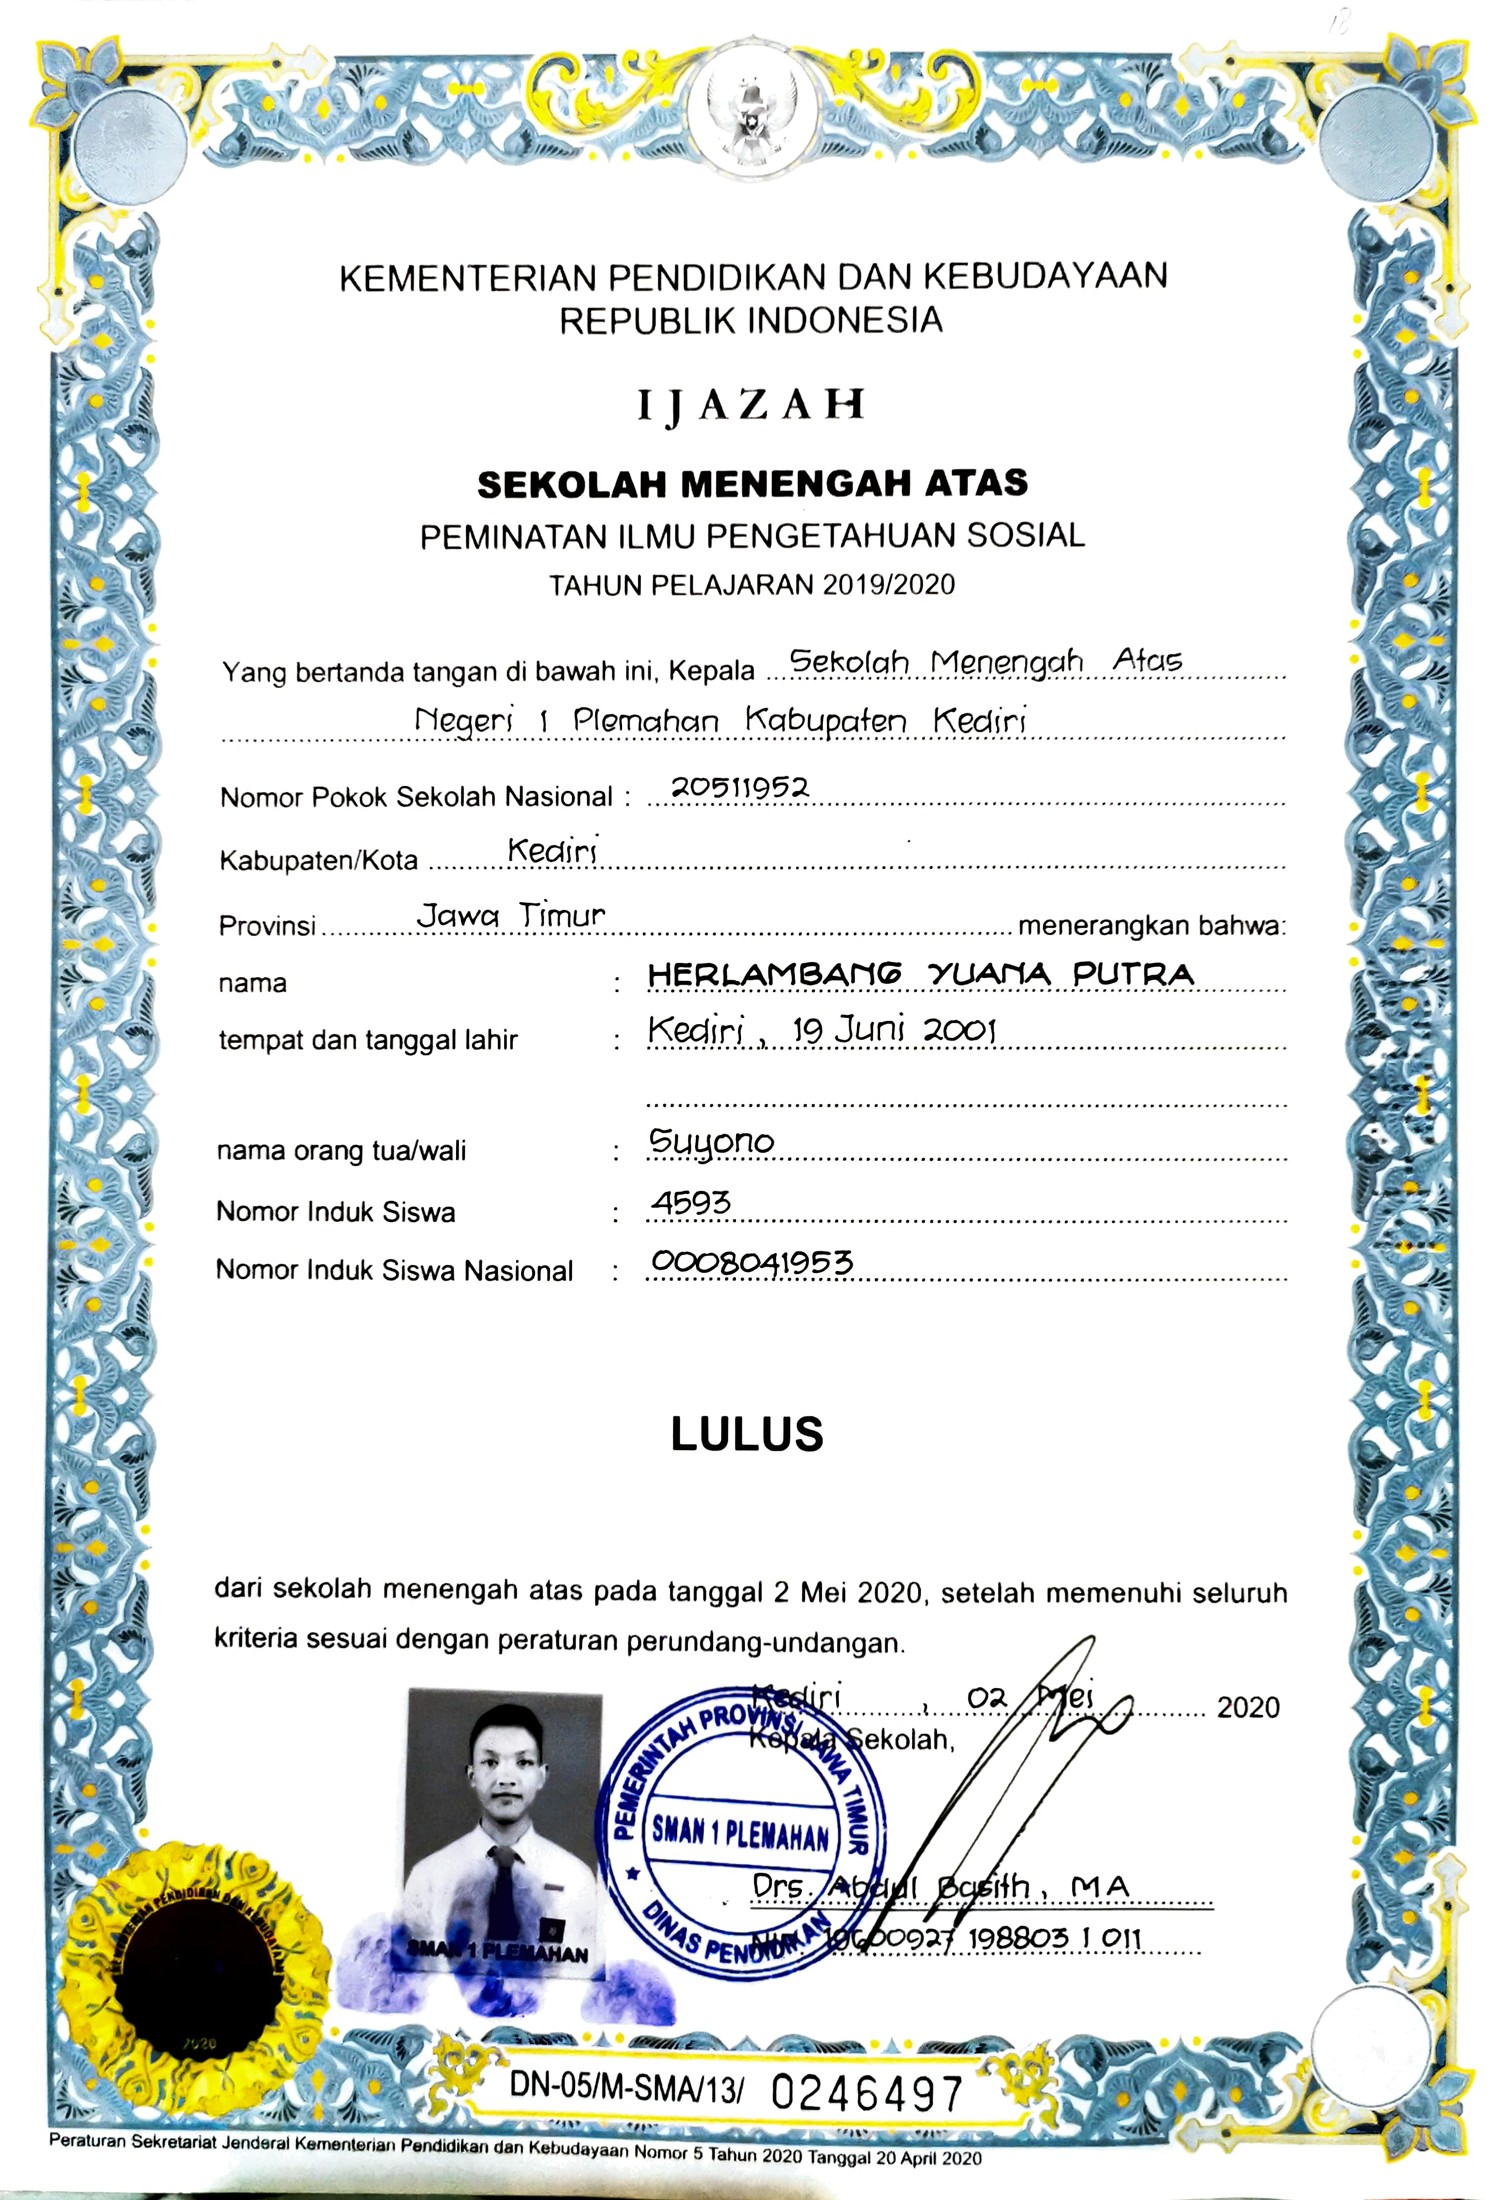 KEMENTERIAN PENDIDIKAN DAN KEBUDAYAAN
REPUBLIK INDONESIA
IJAZAH
SEKOLAH MENENGAH ATAS
PEMINATAN ILMU PENGETAHUAN SOSIAL
TAHUN PELAJARAN 2019/2020
Yang bertanda tangan di bawah ini, Kepala Sekolah Menengah Atas
Negeri 1 Plemahan Kabupaten Kediri
Nomor Pokok Sekolah Nasional : 20511952
Kabupaten/Kota Kediri
Provinsi Jawa Timur menerangkan bahwa:
nama : HERLAMBANG YUANA PUTRA
tempat dan tanggal lahir : Kediri, 19 Juni 2001
nama orang tua/wali : Suyono
Nomor Induk Siswa : 4593
Nomor Induk Siswa Nasional : 0008041953
LULUS
dari sekolah menengah atas pada tanggal 2 Mei 2020, setelah memenuhi seluruh
kriteria sesuai dengan peraturan perundang-undangan.
Kediri, 02 Mei 2020
Kepala Sekolah,
PEMERINTAH PROVINSI JAWA TIMUR
SMAN 1 PLEMAHAN
DINAS PENDIDIKAN
Drs. Abdul Basith, MA
NIP. 19600927 198803 1 011
SMAN 1 PLEMAHAN
KEMENTERIAN PENDIDIKAN DAN KEBUDAYAAN
2020
DN-05/M-SMA/13/ 0246497
Peraturan Sekretariat Jenderal Kementerian Pendidikan dan Kebudayaan Nomor 5 Tahun 2020 Tanggal 20 April 2020